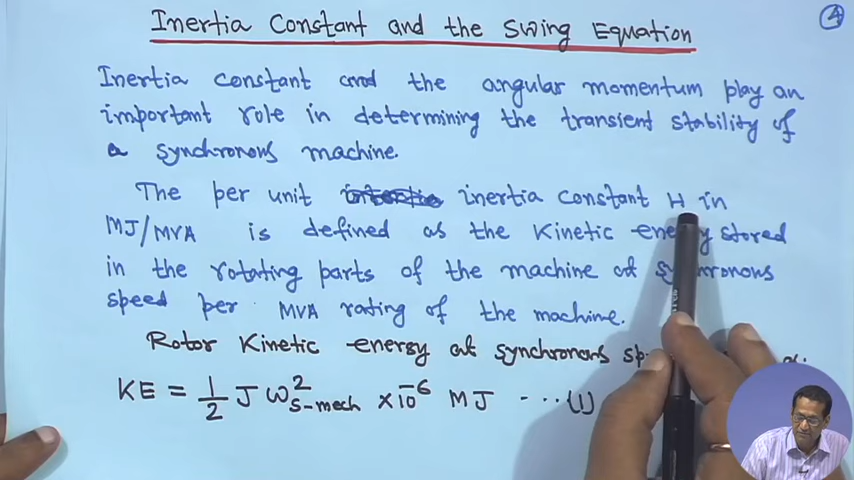 Inertia Constant and the Swing Equation
4
Inertia constant and the angular momentum play an
important role in determining the transient stability of
a synchronous machine.
The per unit inertia constant H in
MJ/MVA is defined as the Kinetic energy stored
in the rotating parts of the machine at synchronous
speed per MVA rating of the machine.
Rotor Kinetic energy at synchronous
KE = 1/2 J ω²s-mech × 10⁻⁶ MJ ---(1)